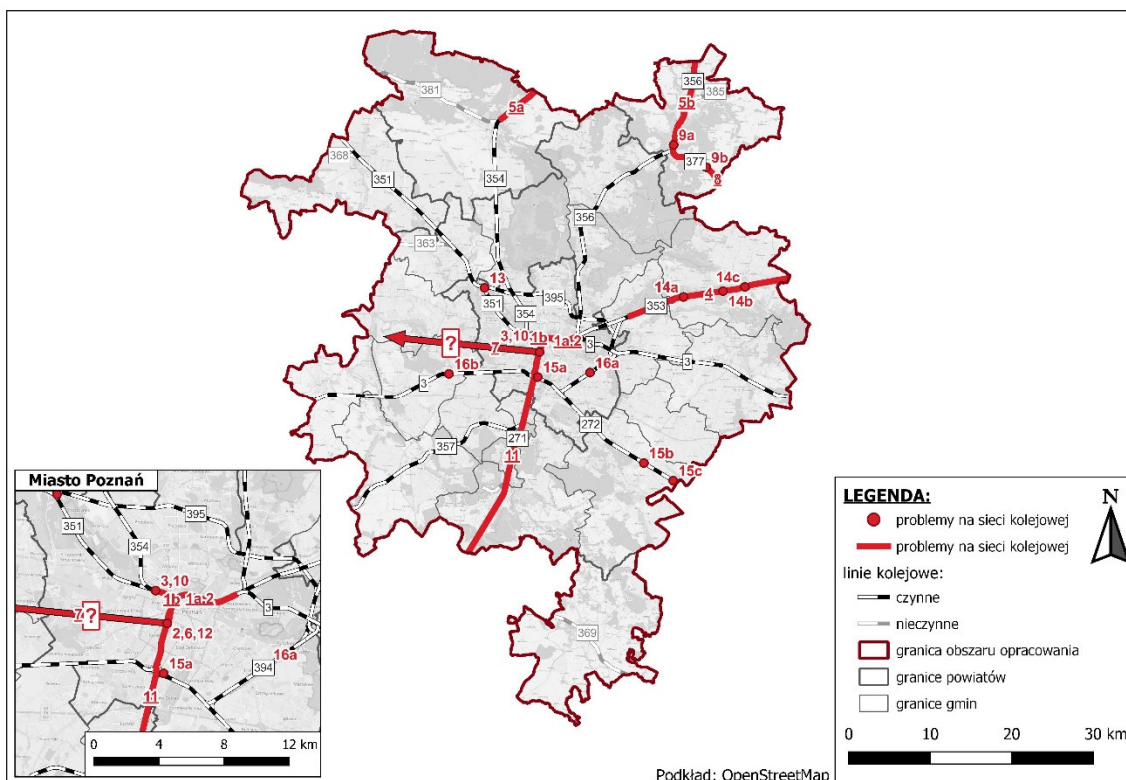 381
5a
356
385
5b
9a
377
9b
8
368
351
354
356
363
13
351
395
354
14a
4
14c
14b
353
3,10
1b
1a,2
3
3
?
7
16b
15a
16a
3
272
357
271
11
15b
15c
369
Miasto Poznań
351
395
354
3,10
1b
1a,2
3
7
?
2,6,12
16a
15a
394
11
0 4 8 12 km
LEGENDA:
N
problemy na sieci kolejowej
problemy na sieci kolejowej
linie kolejowe:
czynne
nieczynne
granica obszaru opracowania
granice powiatów
granice gmin
0 10 20 30 km
Podkład: OpenStreetMap